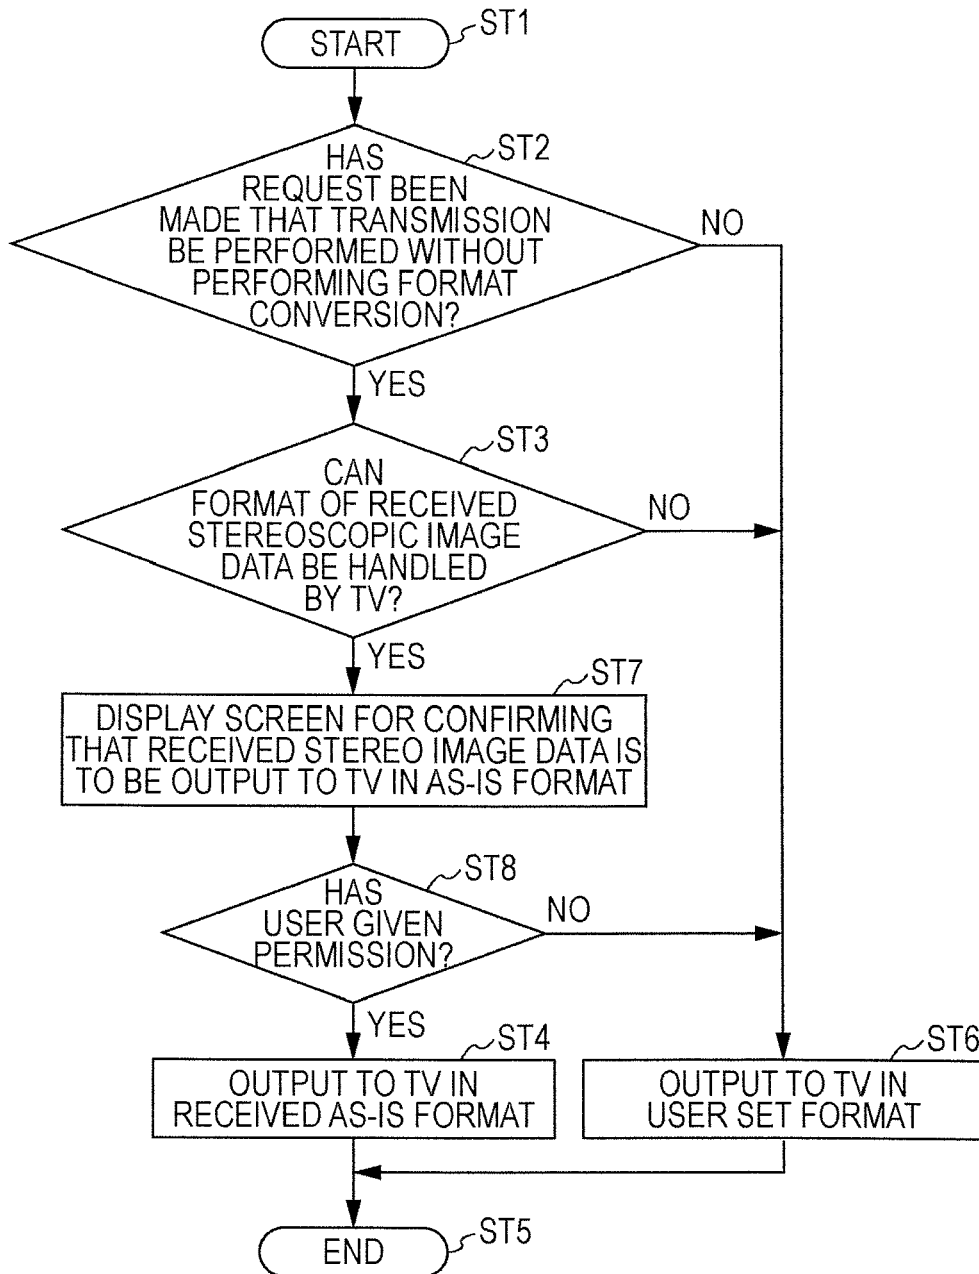 START
ST1
ST2
HAS
REQUEST BEEN
MADE THAT TRANSMISSION
BE PERFORMED WITHOUT
PERFORMING FORMAT
CONVERSION?
NO
YES
ST3
CAN
FORMAT OF RECEIVED
STEREOSCOPIC IMAGE
DATA BE HANDLED
BY TV?
NO
YES
ST7
DISPLAY SCREEN FOR CONFIRMING
THAT RECEIVED STEREO IMAGE DATA IS
TO BE OUTPUT TO TV IN AS-IS FORMAT
ST8
HAS
USER GIVEN
PERMISSION?
NO
YES
ST4
OUTPUT TO TV IN
RECEIVED AS-IS FORMAT
ST6
OUTPUT TO TV IN
USER SET FORMAT
END
ST5